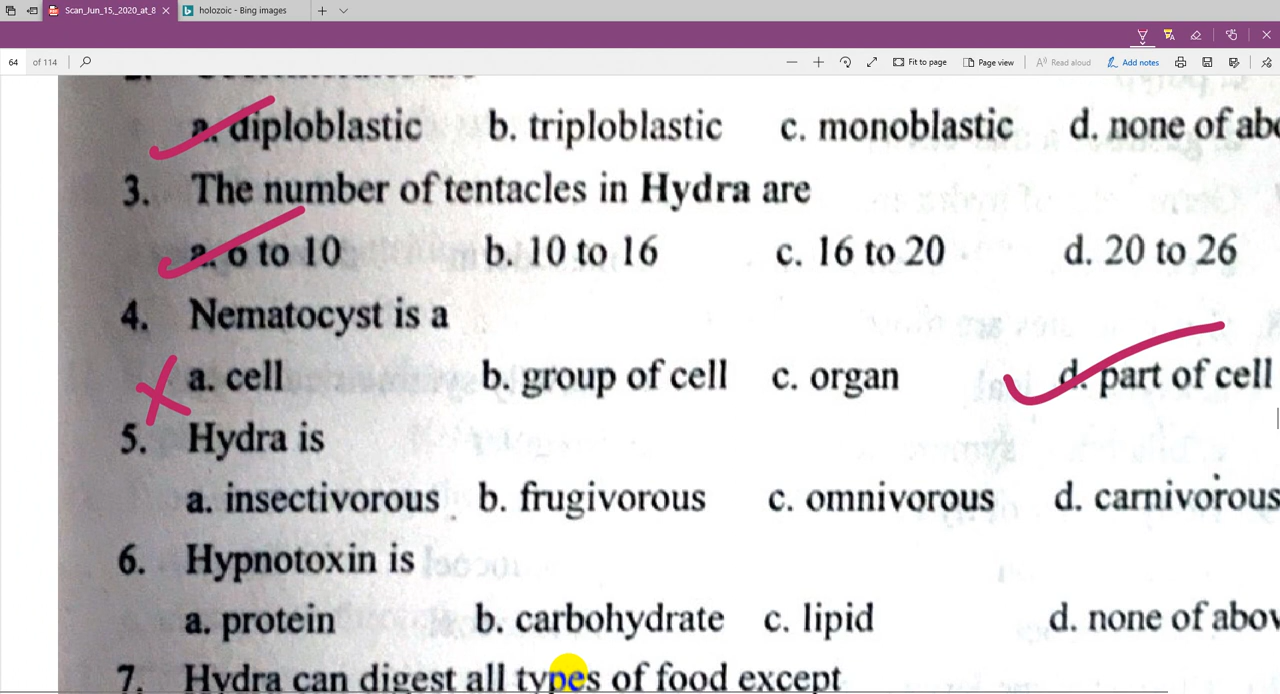 Scan_Jun_15,_2020_at_8
holozoic - Bing images
64 of 114
Fit to page
Page view
Read aloud
Add notes
a. diploblastic b. triploblastic c. monoblastic d. none of
3. The number of tentacles in Hydra are
a. o to 10 b. 10 to 16 c. 16 to 20 d. 20 to 26
4. Nematocyst is a
a. cell b. group of cell c. organ d. part of cell
5. Hydra is
a. insectivorous b. frugivorous c. omnivorous d. carnivorous
6. Hypnotoxin is
a. protein b. carbohydrate c. lipid d. none of abov
7. Hydra can digest all types of food except